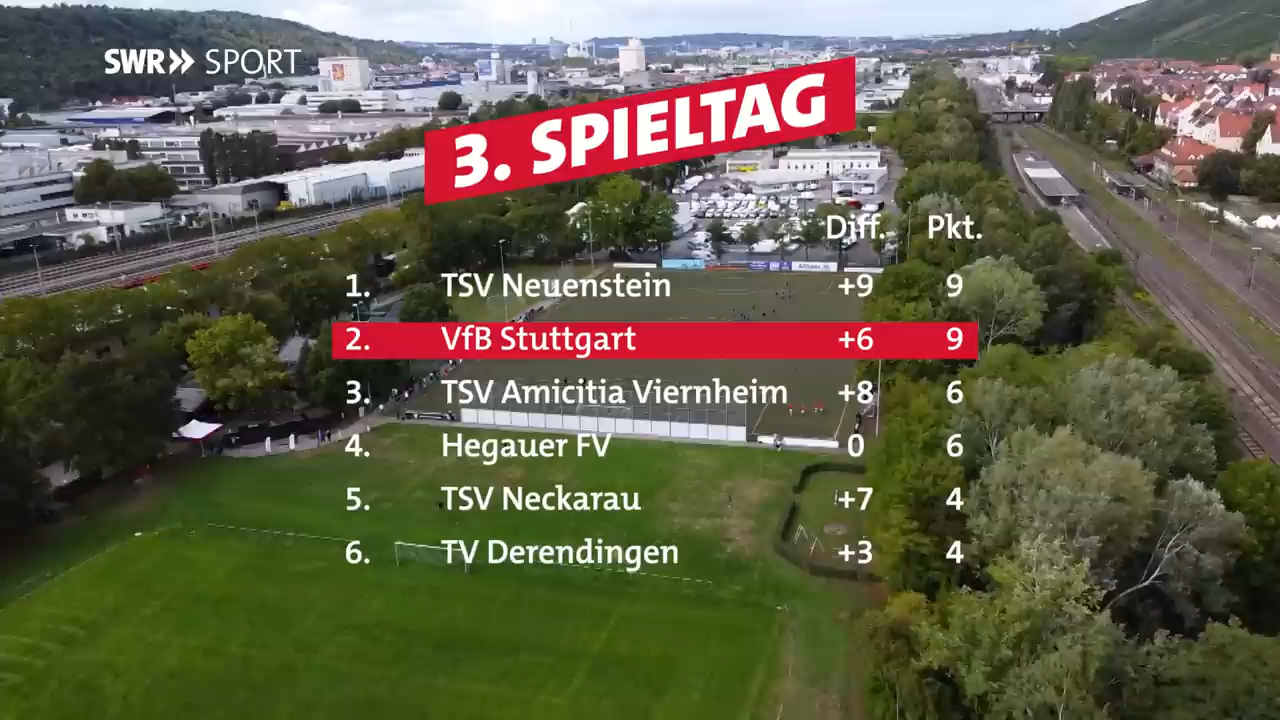 SWR» SPORT
3. SPIELTAG
Diff. Pkt.
1. TSV Neuenstein +9 9
2. VfB Stuttgart +6 9
3. TSV Amicitia Viernheim +8 6
4. Hegauer FV 0 6
5. TSV Neckarau +7 4
6. TV Derendingen +3 4